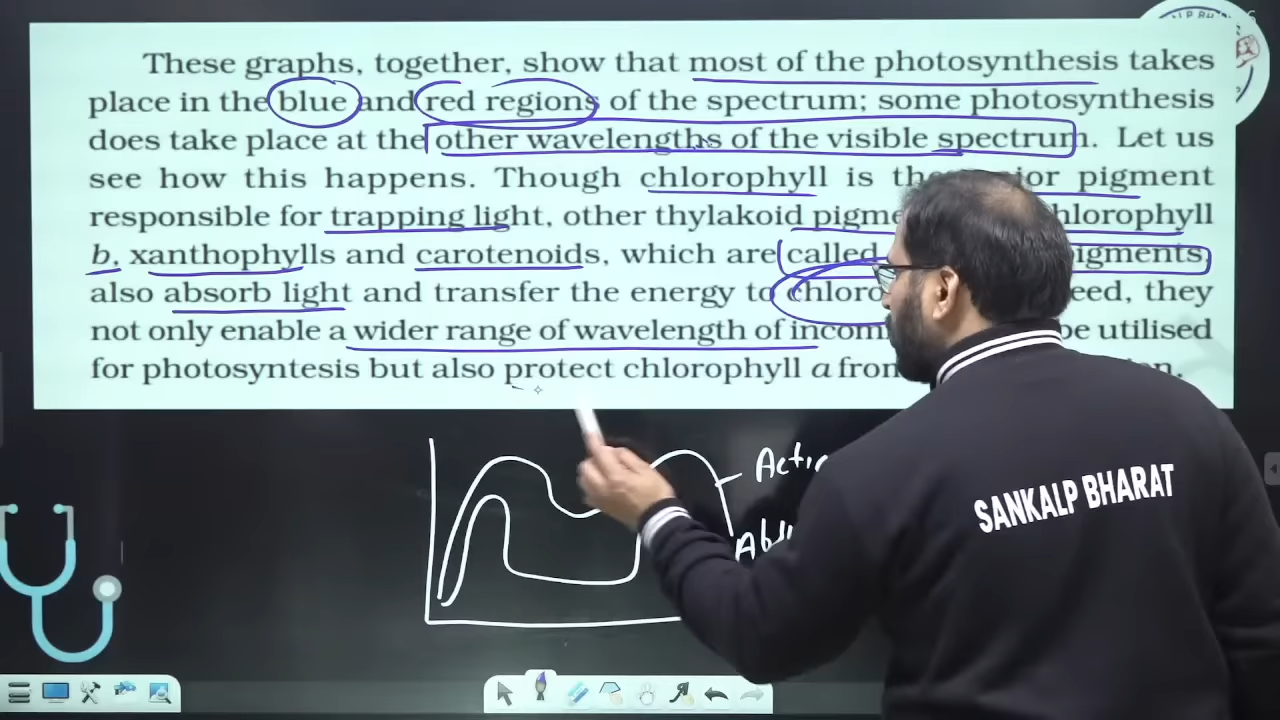 These graphs, together, show that most of the photosynthesis takes
place in the blue and red regions of the spectrum; some photosynthesis
does take place at the other wavelengths of the visible spectrum. Let us
see how this happens. Though chlorophyll is the pigment
responsible for trapping light, other thylakoid
b, xanthophylls and carotenoids, which are called
also absorb light and transfer the energy to they
not only enable a wider range of wavelength of be utilised
for photosyntesis but also protect chlorophyll a
SANKALP BHARAT